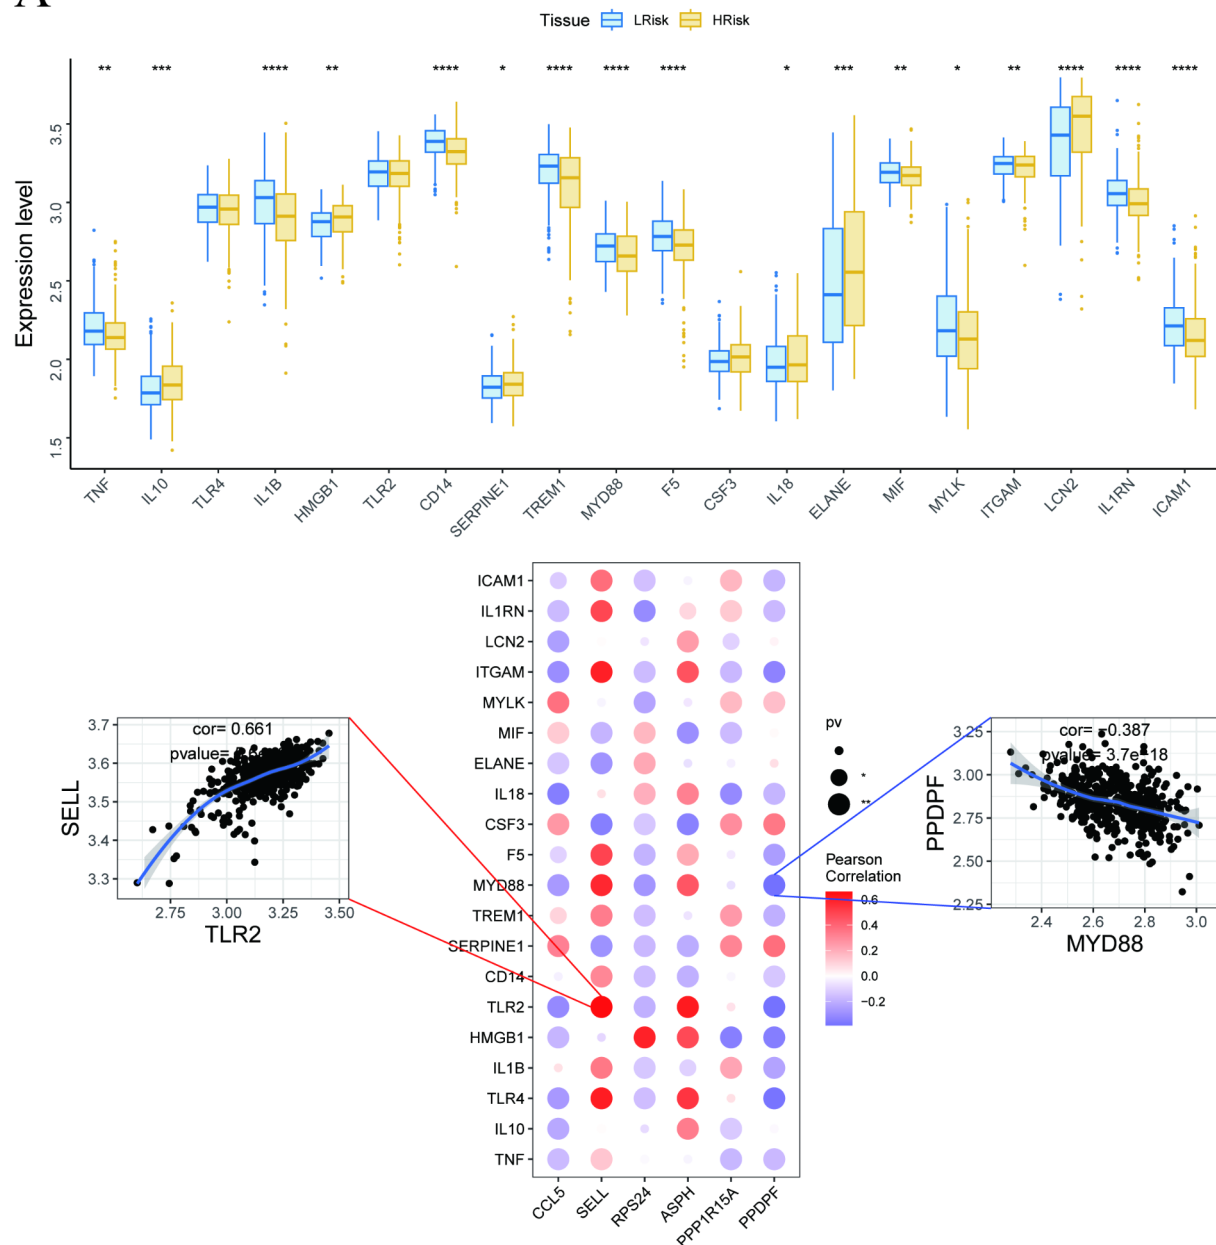 A
Tissue LRisk HRisk
** *** **** ** **** * **** **** **** * *** ** * ** **** **** ****
Expression level
3.5
3.0
2.5
2.0
1.5
TNF IL10 TLR4 IL1B HMGB1 TLR2 CD14 SERPINE1 TREM1 MYD88 F5 CSF3 IL18 ELANE MIF MYLK ITGAM LCN2 IL1RN ICAM1
ICAM1
IL1RN
LCN2
ITGAM
MYLK
MIF
ELANE
IL18
CSF3
F5
MYD88
TREM1
SERPINE1
CD14
TLR2
HMGB1
IL1B
TLR4
IL10
TNF
CCL5 SELL RPS24 ASPH PPP1R15A PPDPF
SELL
3.7
3.6
3.5
3.4
3.3
cor= 0.661
pvalue=
2.75 3.00 3.25 3.50
TLR2
pv
*
**
Pearson
Correlation
0.6
0.4
0.2
0.0
−0.2
PPDPF
3.25
3.00
2.75
2.50
2.25
cor= −0.387
pvalue= 3.7e−18
2.4 2.6 2.8 3.0
MYD88